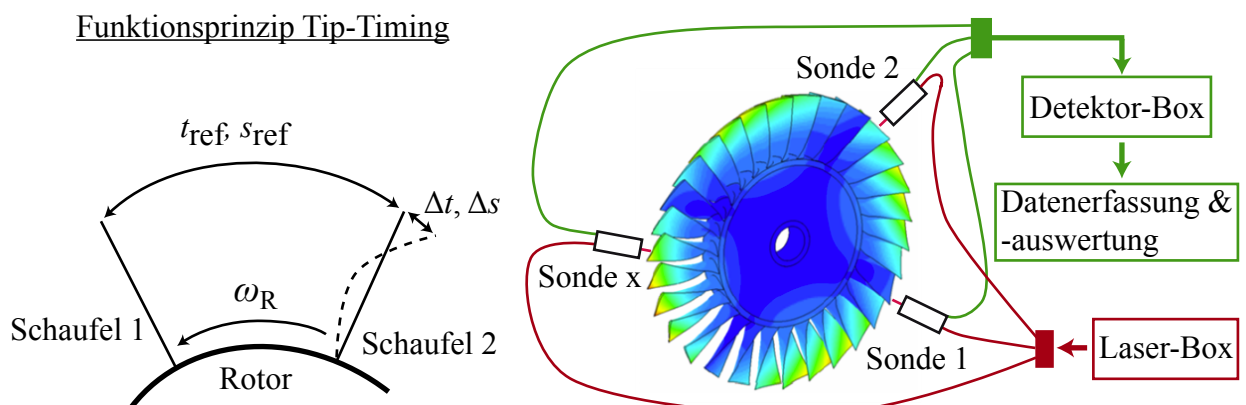 Funktionsprinzip Tip-Timing
t_ref, s_ref
Δt, Δs
ω_R
Schaufel 1
Schaufel 2
Rotor
Sonde 2
Sonde x
Sonde 1
Detektor-Box
Datenerfassung &
-auswertung
Laser-Box